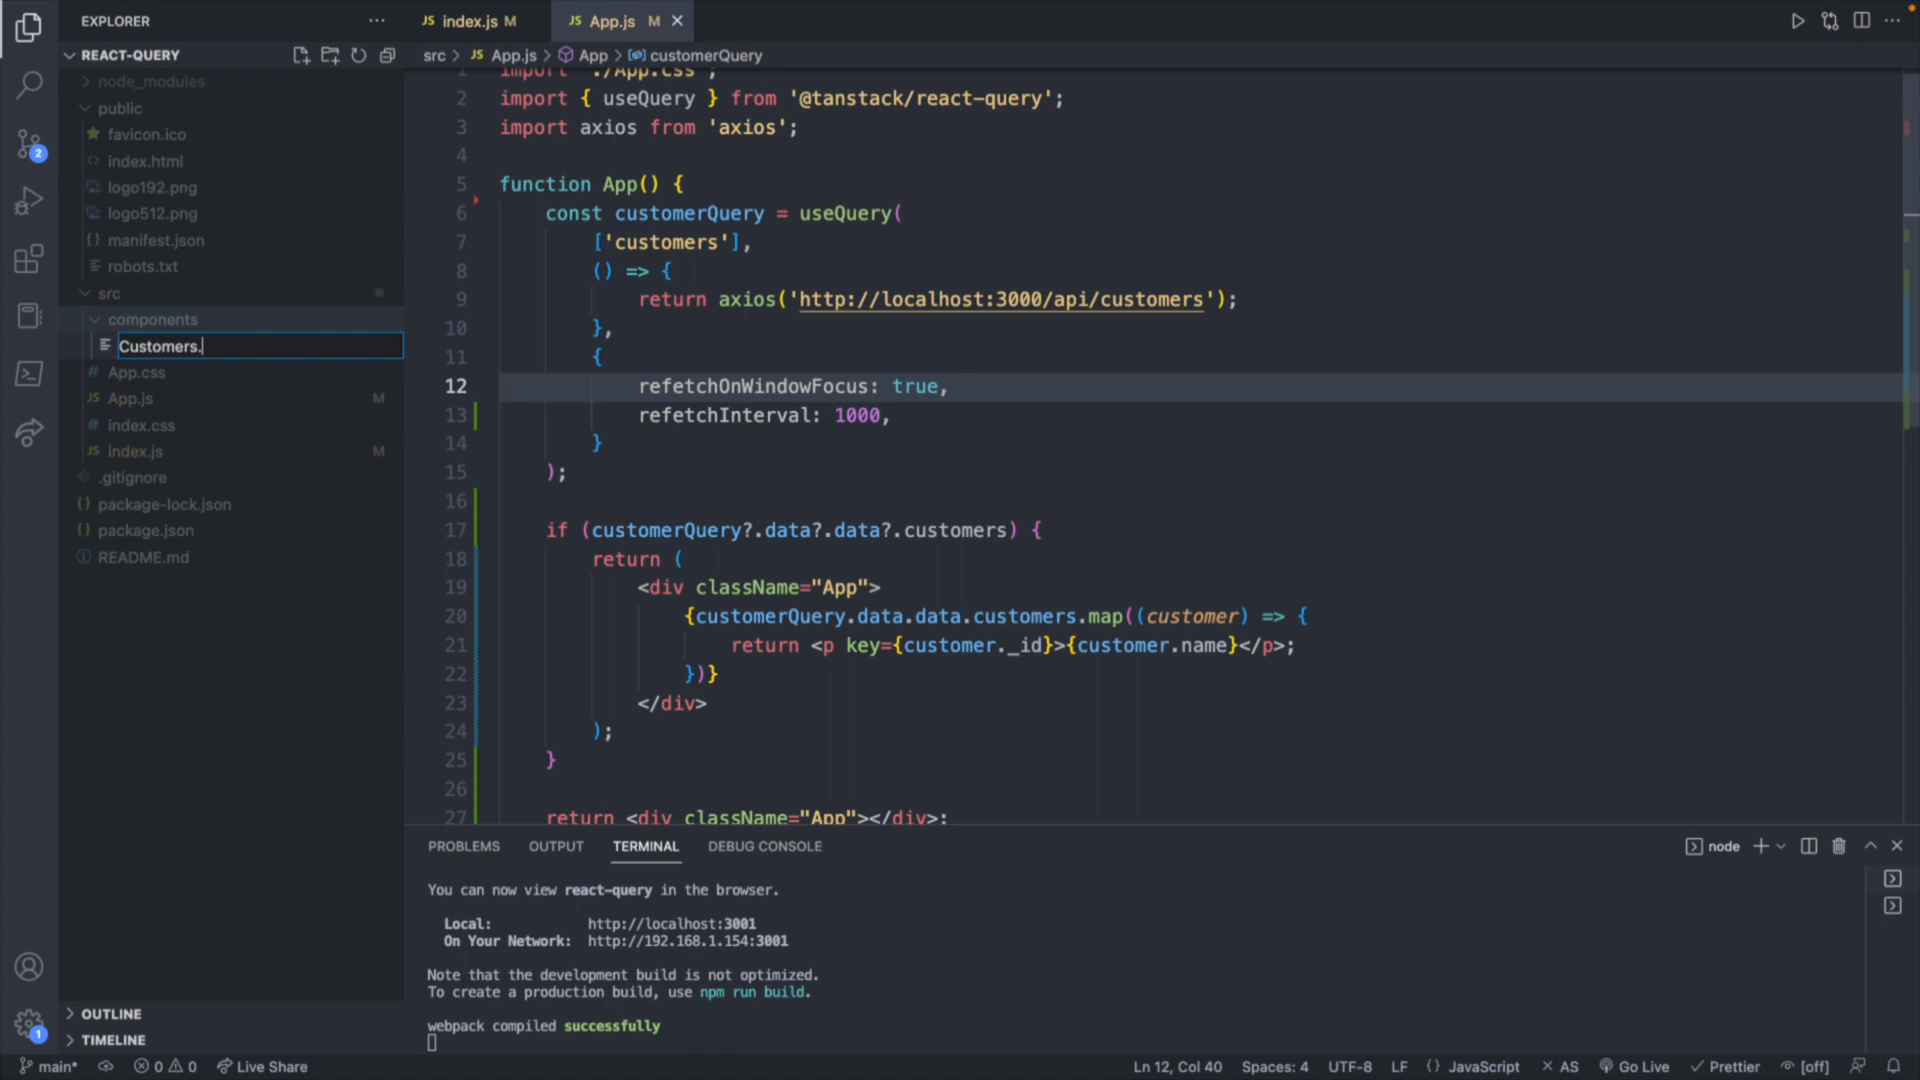 EXPLORER
REACT-QUERY
node_modules
public
favicon.ico
index.html
logo192.png
logo512.png
manifest.json
robots.txt
src
components
Customers.
App.css
App.js M
index.css
index.js M
.gitignore
package-lock.json
package.json
README.md
OUTLINE
TIMELINE
JS index.js M
JS App.js M
src > JS App.js > App > customerQuery
1 import './App.css';
2 import { useQuery } from '@tanstack/react-query';
3 import axios from 'axios';
4
5 function App() {
6 const customerQuery = useQuery(
7 ['customers'],
8 () => {
9 return axios('http://localhost:3000/api/customers');
10 },
11 {
12 refetchOnWindowFocus: true,
13 refetchInterval: 1000,
14 }
15 );
16
17 if (customerQuery?.data?.data?.customers) {
18 return (
19 <div className="App">
20 {customerQuery.data.data.customers.map((customer) => {
21 return <p key={customer._id}>{customer.name}</p>;
22 })}
23 </div>
24 );
25 }
26
27 return <div className="App"></div>;
PROBLEMS OUTPUT TERMINAL DEBUG CONSOLE
node
You can now view react-query in the browser.
Local: http://localhost:3001
On Your Network: http://192.168.1.154:3001
Note that the development build is not optimized.
To create a production build, use npm run build.
webpack compiled successfully
2
1
main* 0 0 Live Share
Ln 12, Col 40 Spaces: 4 UTF-8 LF {} JavaScript × AS Go Live ✓ Prettier [off]